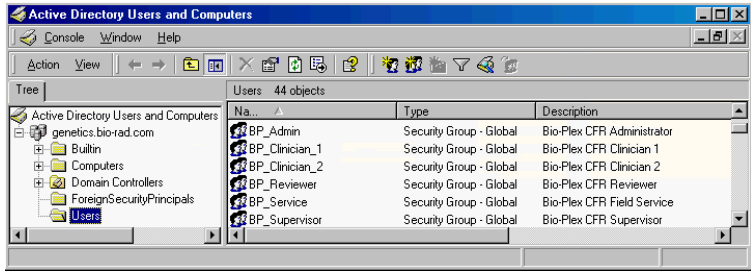 Active Directory Users and Computers
Console Window Help
Action View
Tree
Users 44 objects
Active Directory Users and Computers
genetics.bio-rad.com
Builtin
Computers
Domain Controllers
ForeignSecurityPrincipals
Users
Na... Type Description
BP_Admin Security Group - Global Bio-Plex CFR Administrator
BP_Clinician_1 Security Group - Global Bio-Plex CFR Clinician 1
BP_Clinician_2 Security Group - Global Bio-Plex CFR Clinician 2
BP_Reviewer Security Group - Global Bio-Plex CFR Reviewer
BP_Service Security Group - Global Bio-Plex CFR Field Service
BP_Supervisor Security Group - Global Bio-Plex CFR Supervisor